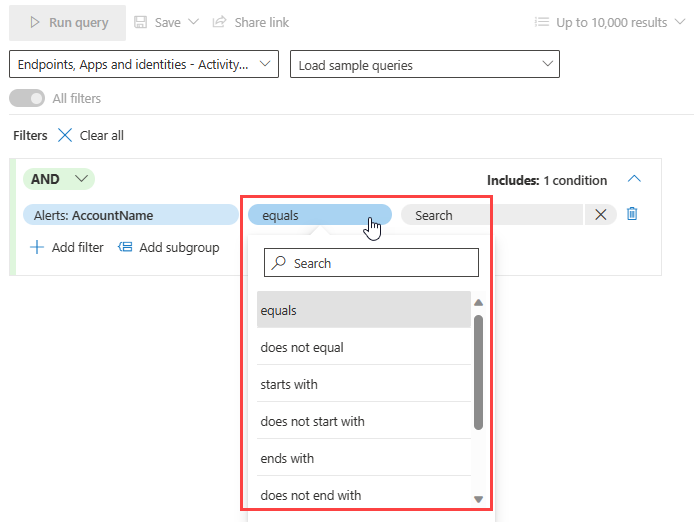 Run query Save Share link Up to 10,000 results
Endpoints, Apps and identities - Activity... Load sample queries
All filters
Filters Clear all
AND Includes: 1 condition
Alerts: AccountName equals Search
Add filter Add subgroup
Search
equals
does not equal
starts with
does not start with
ends with
does not end with